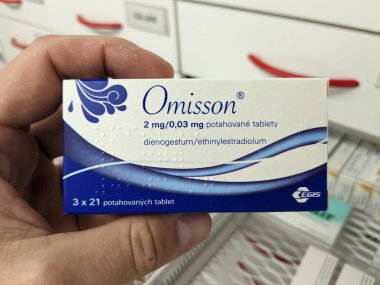 Omisson®
2 mg/0,03 mg potahované tablety
dienogestum/ethinylestradiolum
3 x 21 potahovaných tablet
EGIS